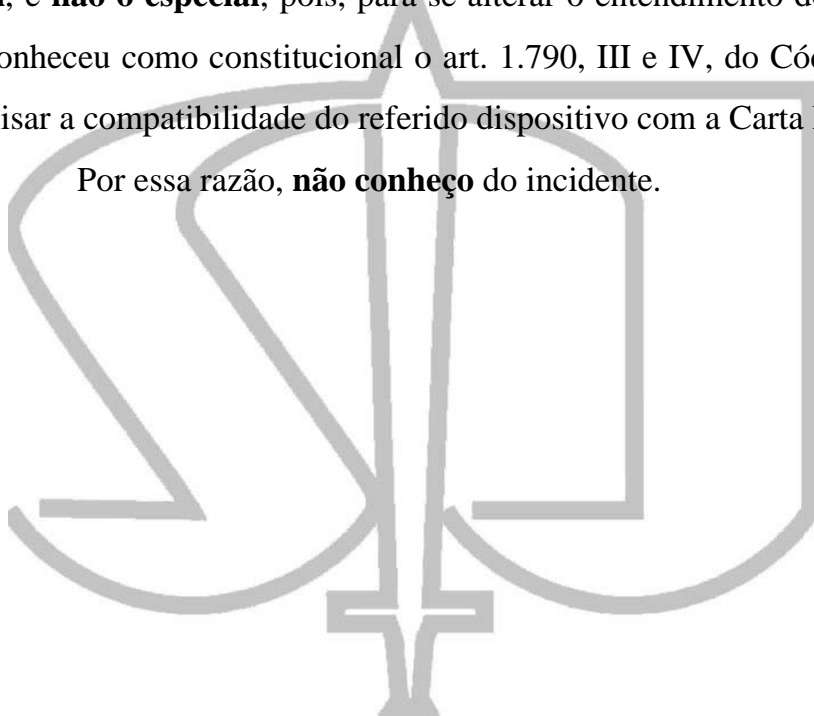 não o especial, pois, para se alterar o entendimento
onheceu como constitucional o art. 1.790, III e IV, do
isar a compatibilidade do referido dispositivo com a Carta
Por essa razão, não conheço do incidente.